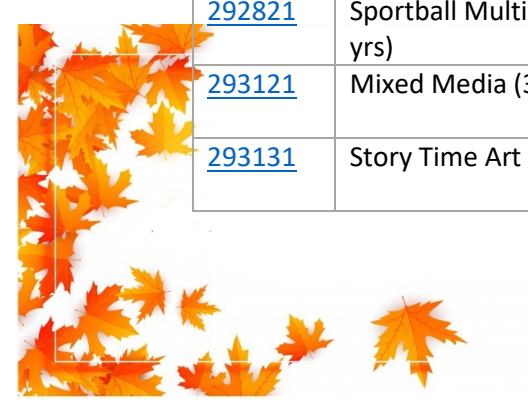 292821 Sportball Multi
yrs)
293121 Mixed Media (3
293131 Story Time Art